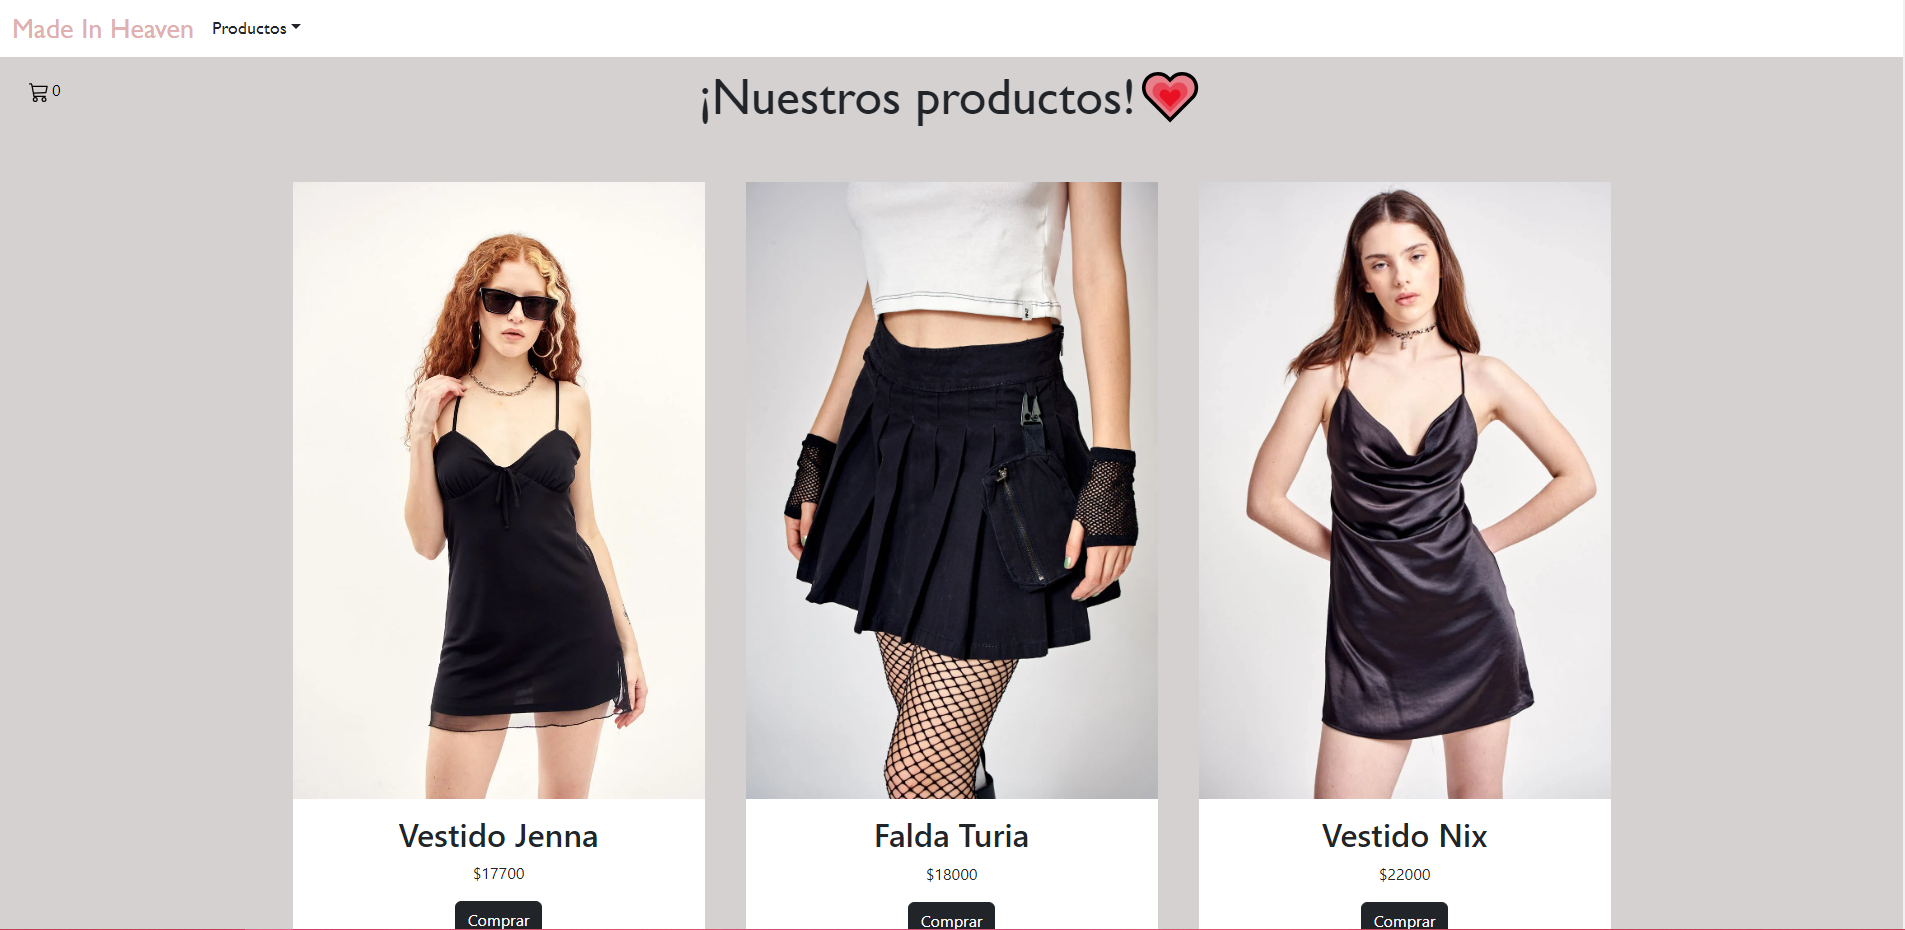 Made In Heaven Productos
0
¡Nuestros productos!
Vestido Jenna
$17700
Comprar
Falda Turia
$18000
Comprar
Vestido Nix
$22000
Comprar